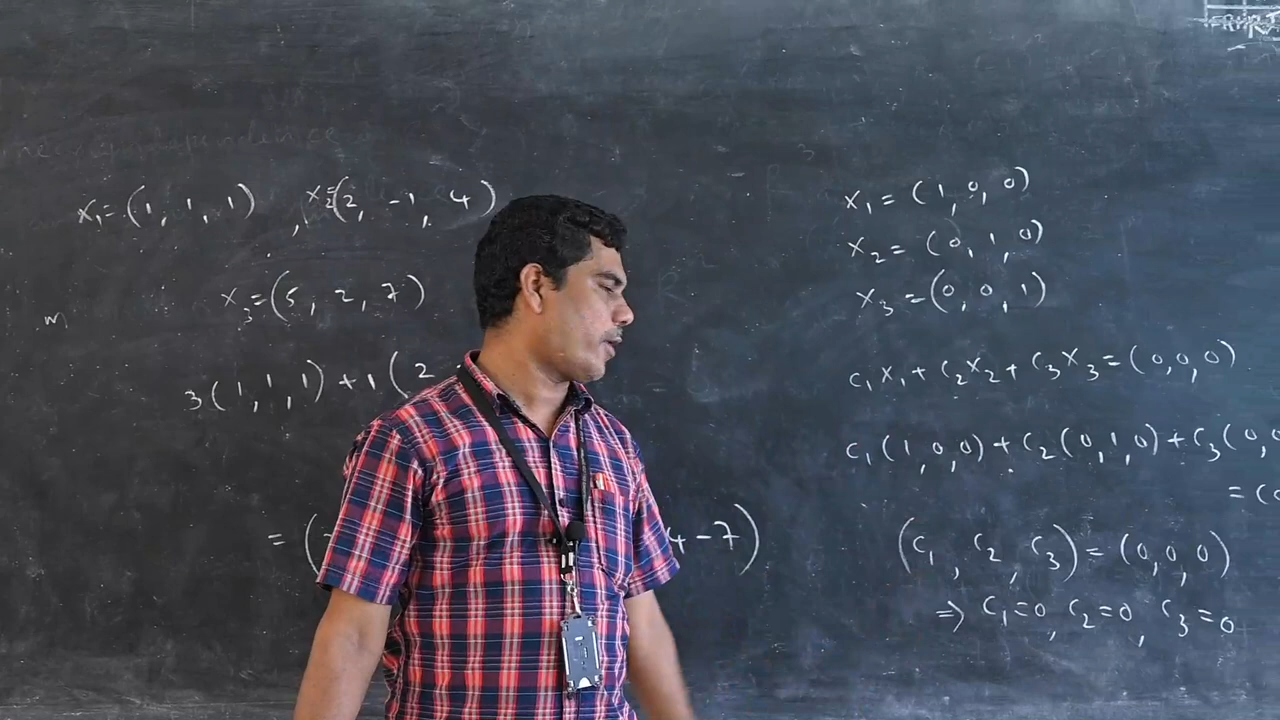 x₁=(1, 1, 1), x₂=(2, -1, 4)
x₃=(5, 2, 7)
m
3(1, 1, 1)+1(2
=(
4-7)
x₁=(1, 0, 0)
x₂=(0, 1, 0)
x₃=(0, 0, 1)
c₁x₁+c₂x₂+c₃x₃=(0,0,0)
c₁(1,0,0)+c₂(0,1,0)+c₃(0,0
=(
(c₁, c₂, c₃)=(0,0,0)
⇒ c₁=0, c₂=0, c₃=0